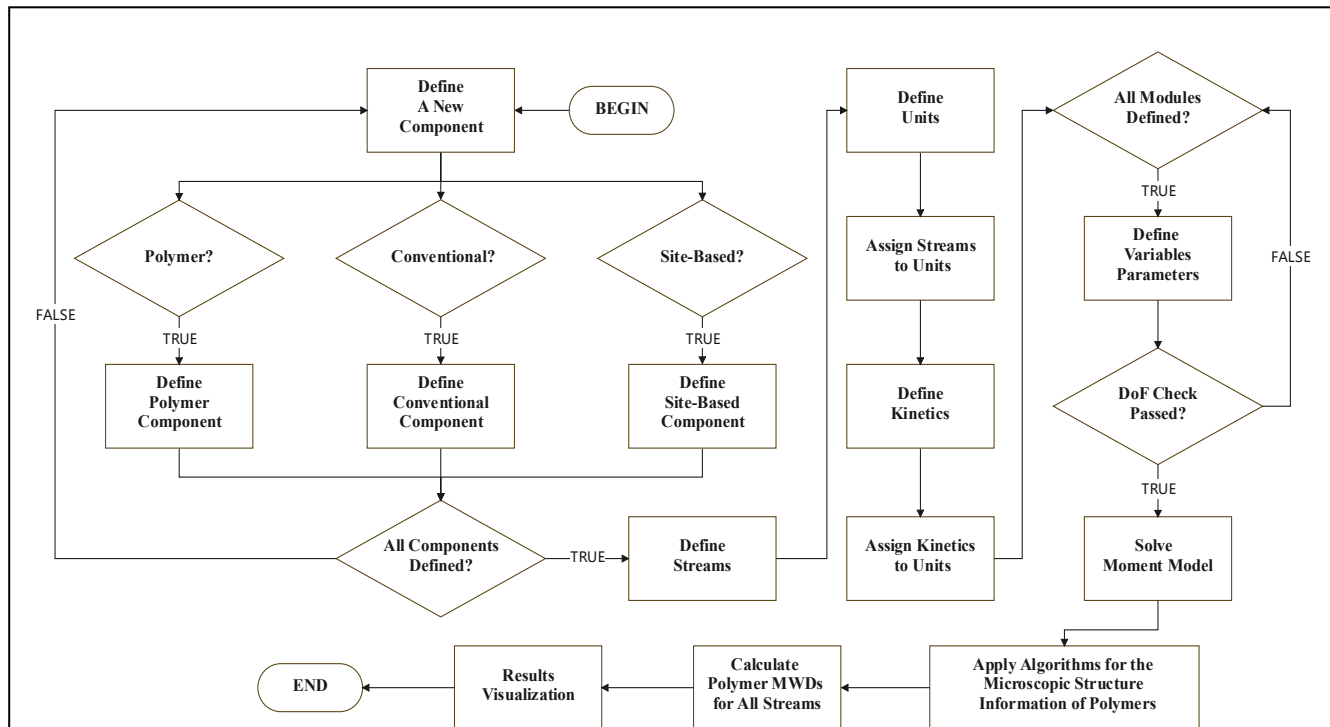 BEGIN
Define
A New
Component
Polymer?
Conventional?
Site-Based?
TRUE
TRUE
TRUE
Define
Polymer
Component
Define
Conventional
Component
Define
Site-Based
Component
FALSE
All Components
Defined?
TRUE
Define
Streams
Define
Units
Assign Streams
to Units
Define
Kinetics
Assign Kinetics
to Units
All Modules
Defined?
TRUE
Define
Variables
Parameters
FALSE
DoF Check
Passed?
TRUE
Solve
Moment Model
Apply Algorithms for the
Microscopic Structure
Information of Polymers
Calculate
Polymer MWDs
for All Streams
Results
Visualization
END